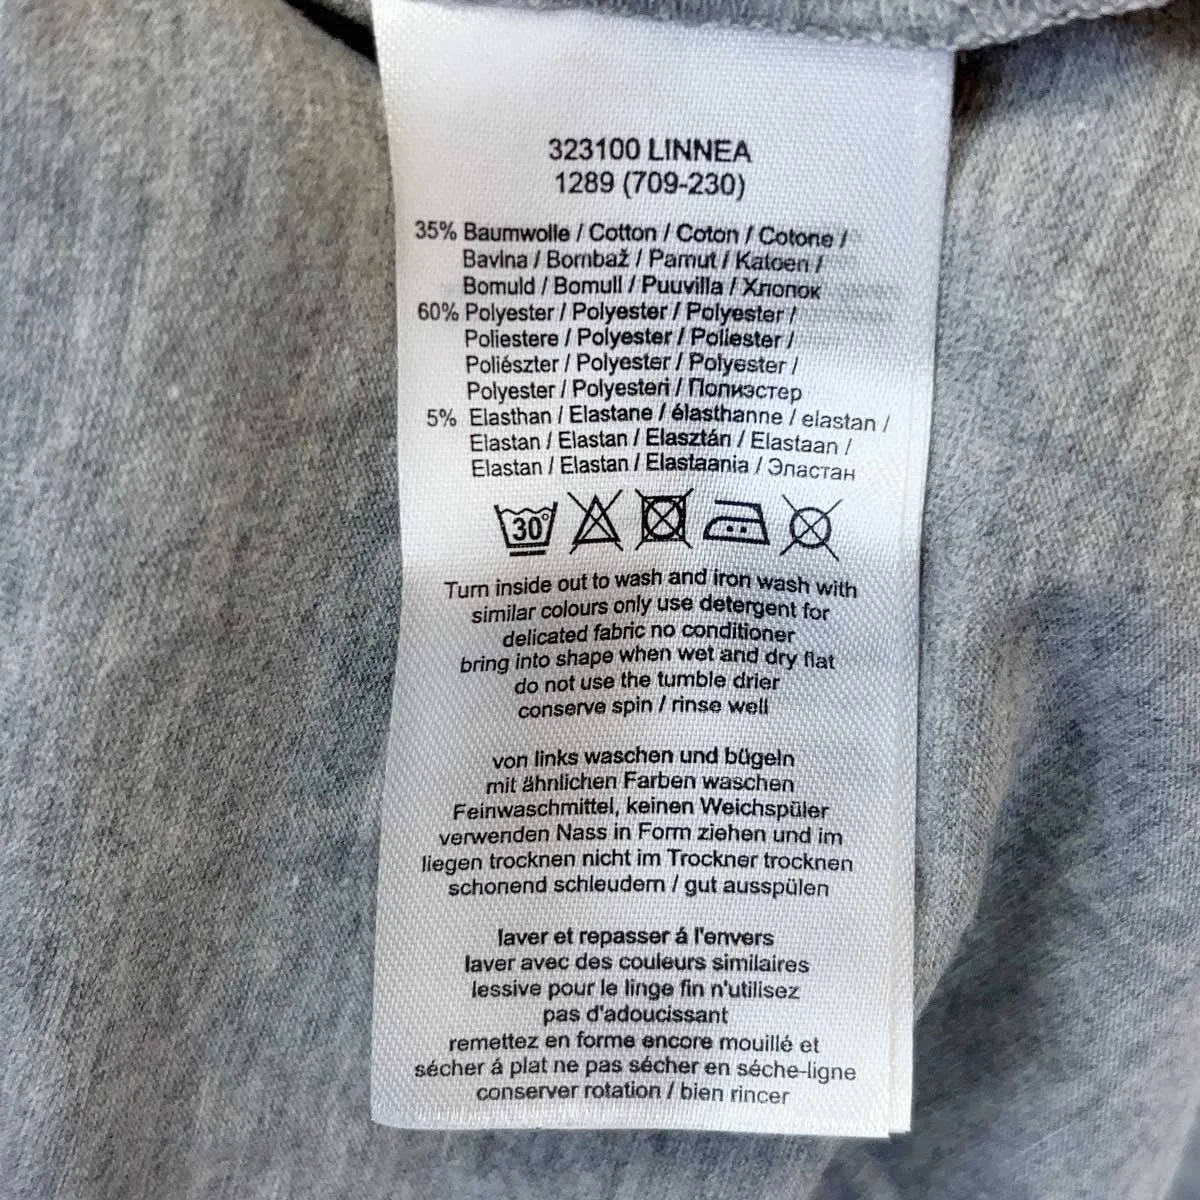 323100 LINNEA
1289 (709-230)
35% Baumwolle / Cotton / Coton / Cotone /
Bavlna / Bombaž / Pamut / Katoen /
Bomuld / Bomull / Puuvilla / Хлопок
60% Polyester / Polyester / Polyester /
Poliestere / Polyester / Poliester /
Poliészter / Polyester / Polyester /
Polyester / Polyesteri / Полиэстер
5% Elasthan / Elastane / élasthanne / elastan /
Elastan / Elastan / Elasztán / Elastaan /
Elastan / Elastan / Elastaania / Эластан
30°
Turn inside out to wash and iron wash with
similar colours only use detergent for
delicated fabric no conditioner
bring into shape when wet and dry flat
do not use the tumble drier
conserve spin / rinse well
von links waschen und bügeln
mit ähnlichen Farben waschen
Feinwaschmittel, keinen Weichspüler
verwenden Nass in Form ziehen und im
liegen trocknen nicht im Trockner trocknen
schonend schleudern / gut ausspülen
laver et repasser á l'envers
laver avec des couleurs similaires
lessive pour le linge fin n'utilisez
pas d'adoucissant
remettez en forme encore mouillé et
sécher á plat ne pas sécher en séche-ligne
conserver rotation / bien rincer